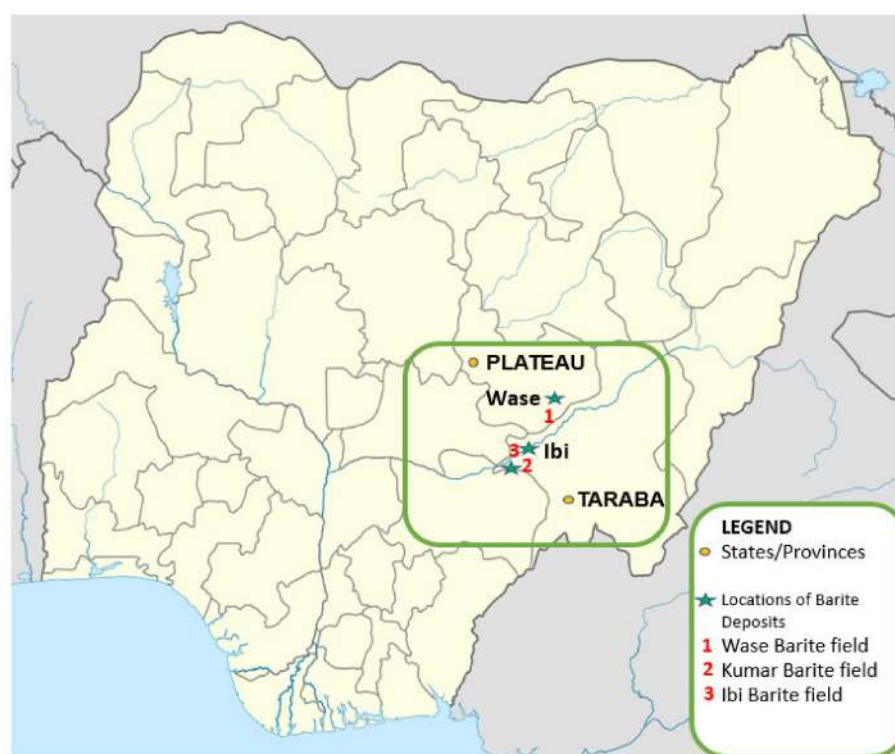 PLATEAU
Wase
1
3 Ibi
2
TARABA
LEGEND
States/Provinces
Locations of Barite
Deposits
1 Wase Barite field
2 Kumar Barite field
3 Ibi Barite field